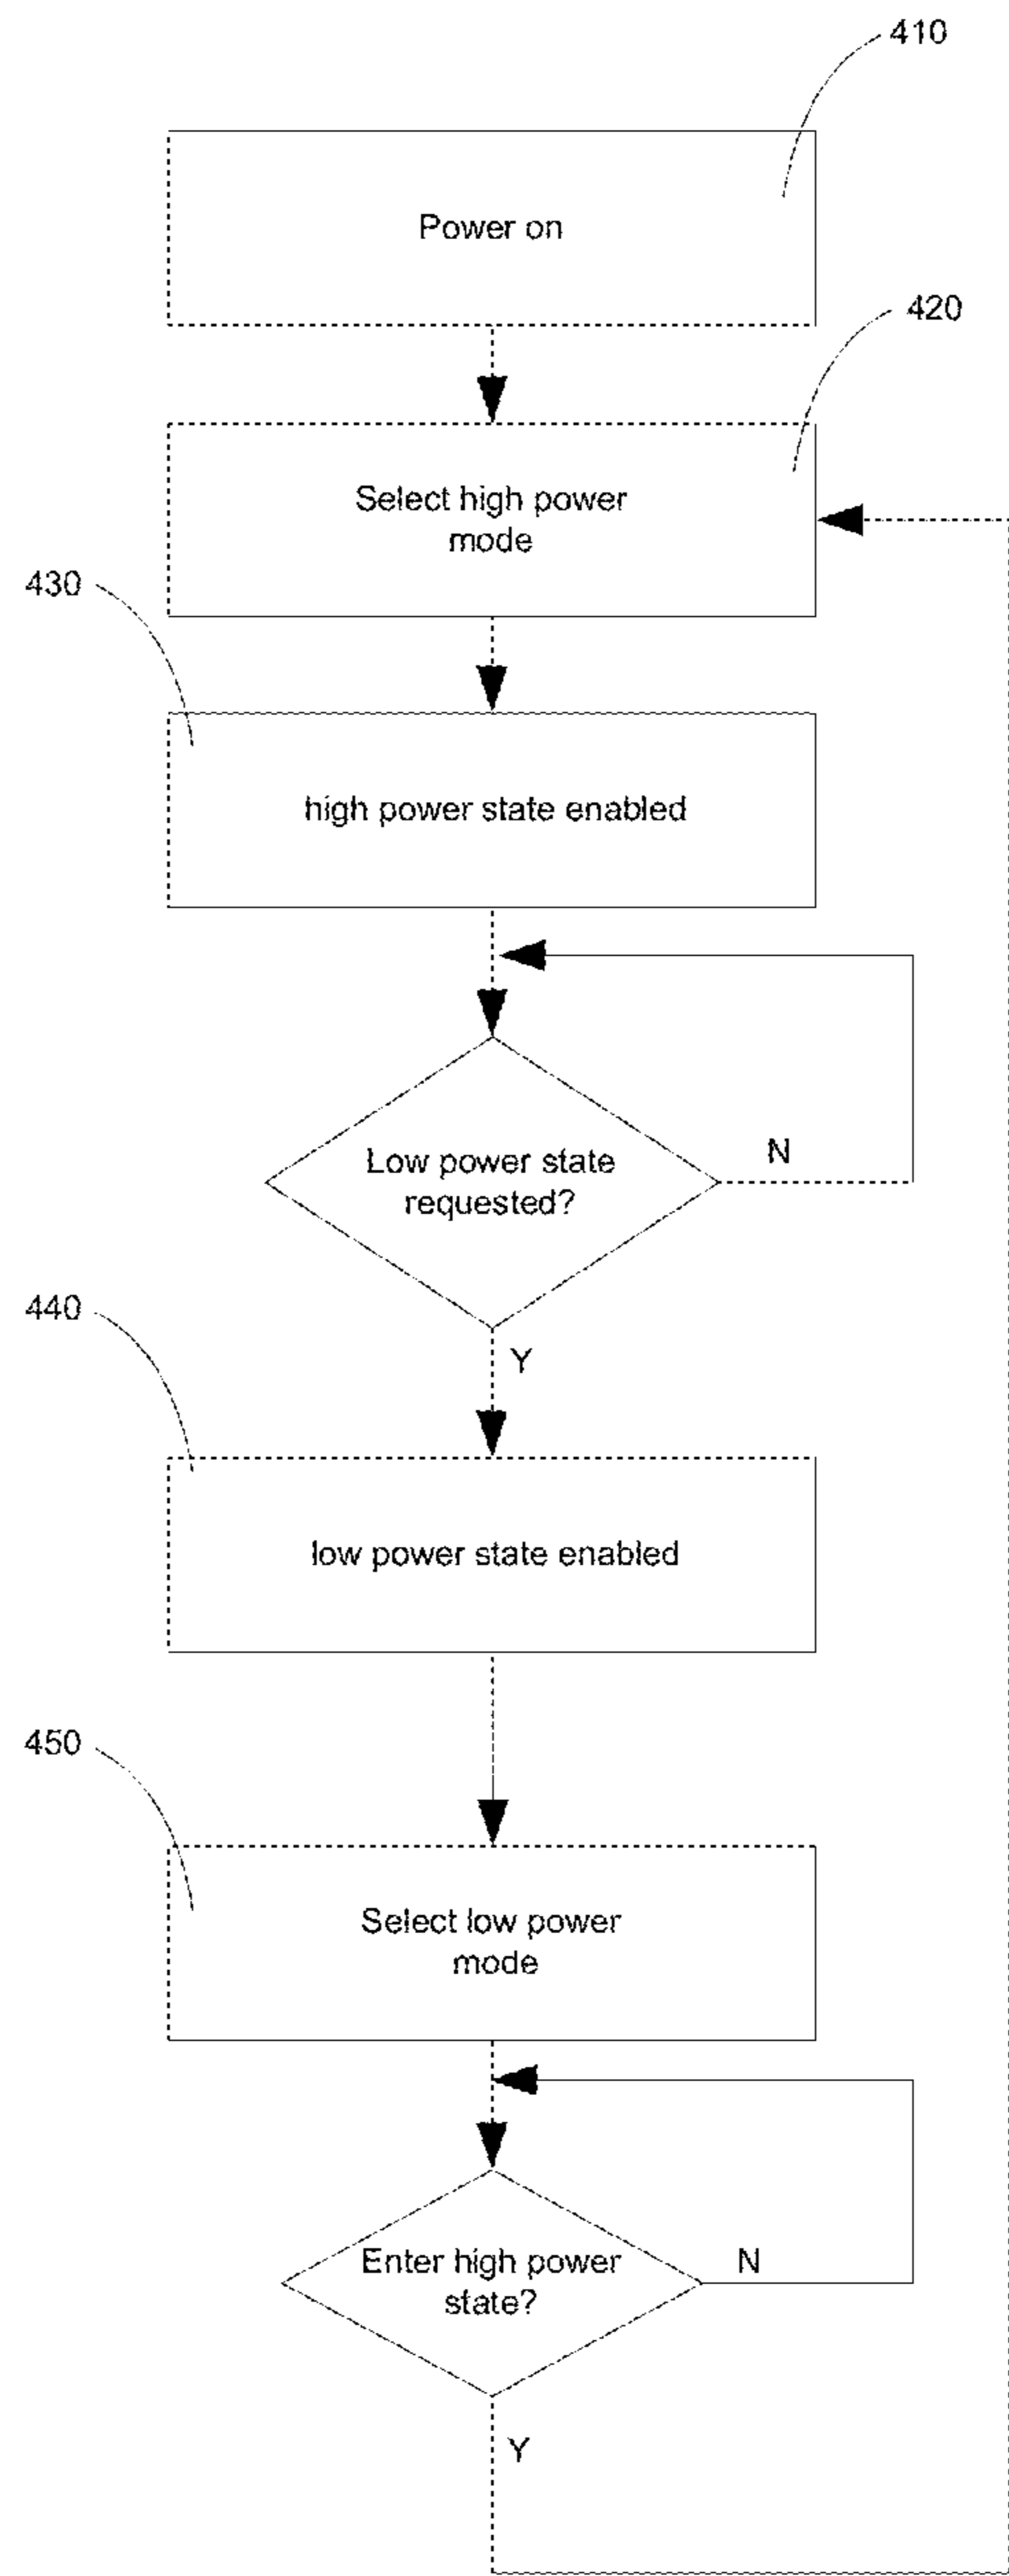 410
Power on
420
Select high power
mode
430
high power state enabled
Low power state
requested?
N
Y
440
low power state enabled
450
Select low power
mode
Enter high power
state?
N
Y